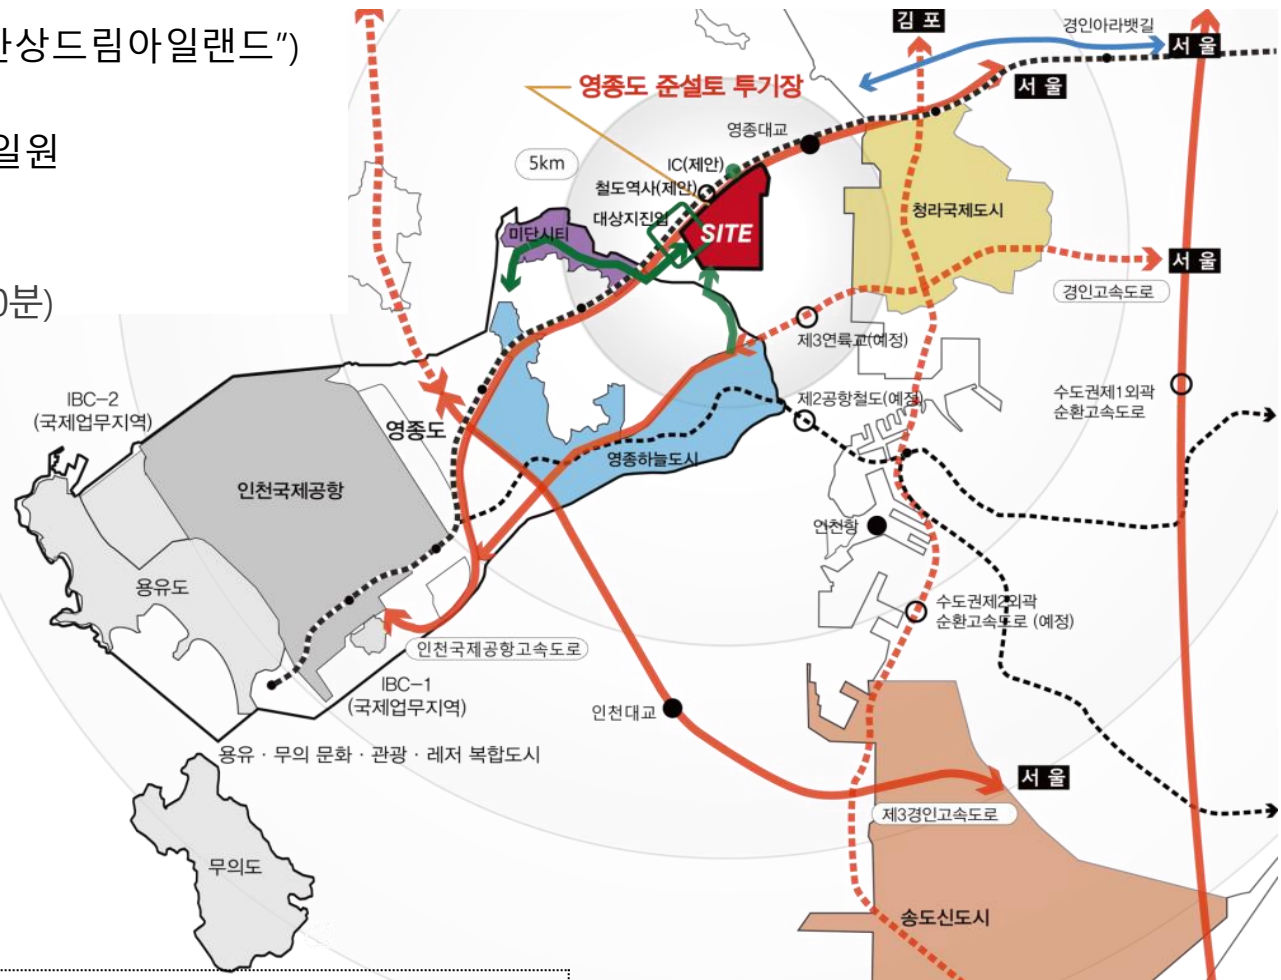 한상드림아일랜드")
일원
0분)
김 포
경인아라뱃길
서 울
서 울
영종도 준설토 투기장
영종대교
5km
IC(제안)
철도역사(제안)
대상지진입
SITE
미단시티
청라국제도시
서 울
경인고속도로
제3연륙교(예정)
IBC-2
(국제업무지역)
영종도
제2공항철도(예정)
수도권제1외곽
순환고속도로
영종하늘도시
인천국제공항
인천항
용유도
수도권제2외곽
순환고속도로 (예정)
인천국제공항고속도로
IBC-1
(국제업무지역)
인천대교
용유 · 무의 문화 · 관광 · 레저 복합도시
서 울
제3경인고속도로
무의도
송도신도시